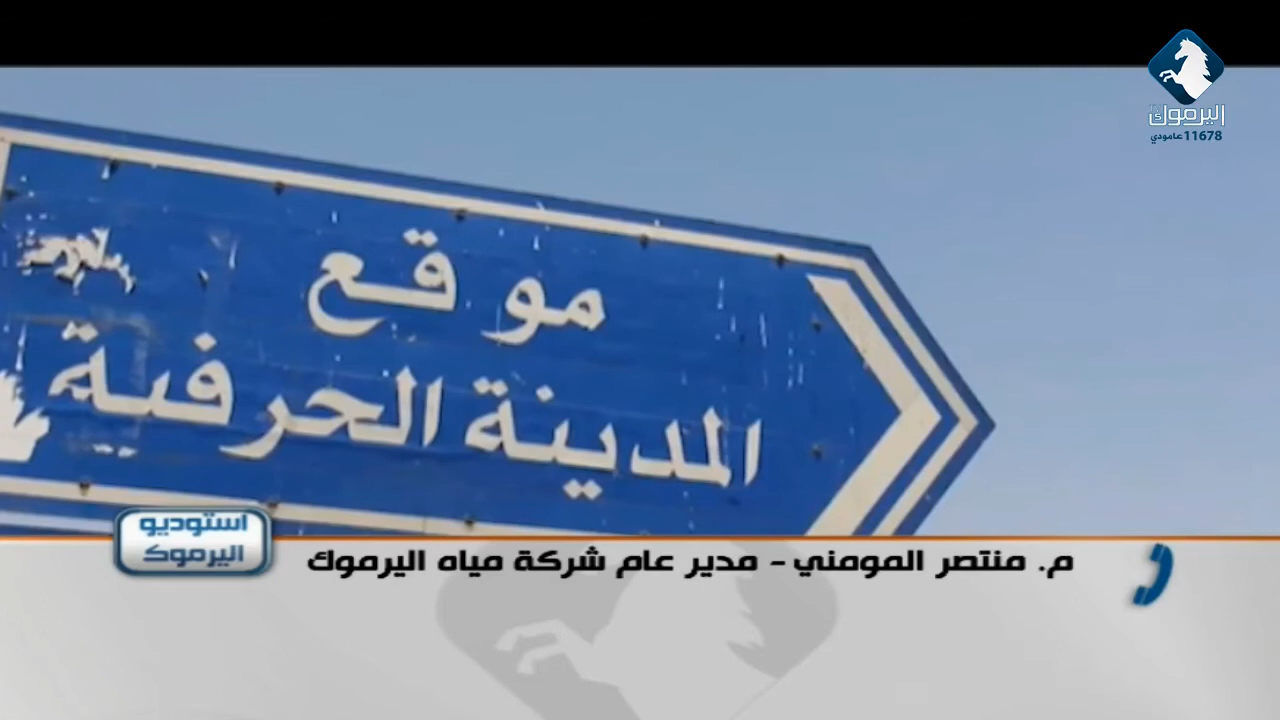 اليرموك
11678 عامودي
موقع
المدينة الحرفية
استوديو
اليرموك
م. منتصر المومني - مدير عام شركة مياه اليرموك